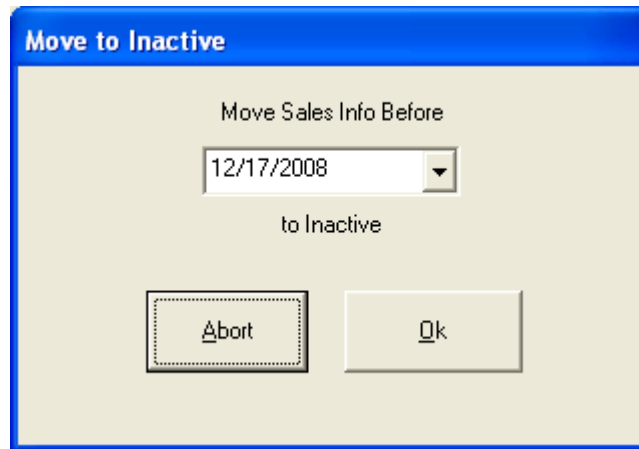 Move to Inactive
Move Sales Info Before
12/17/2008
to Inactive
Abort Ok